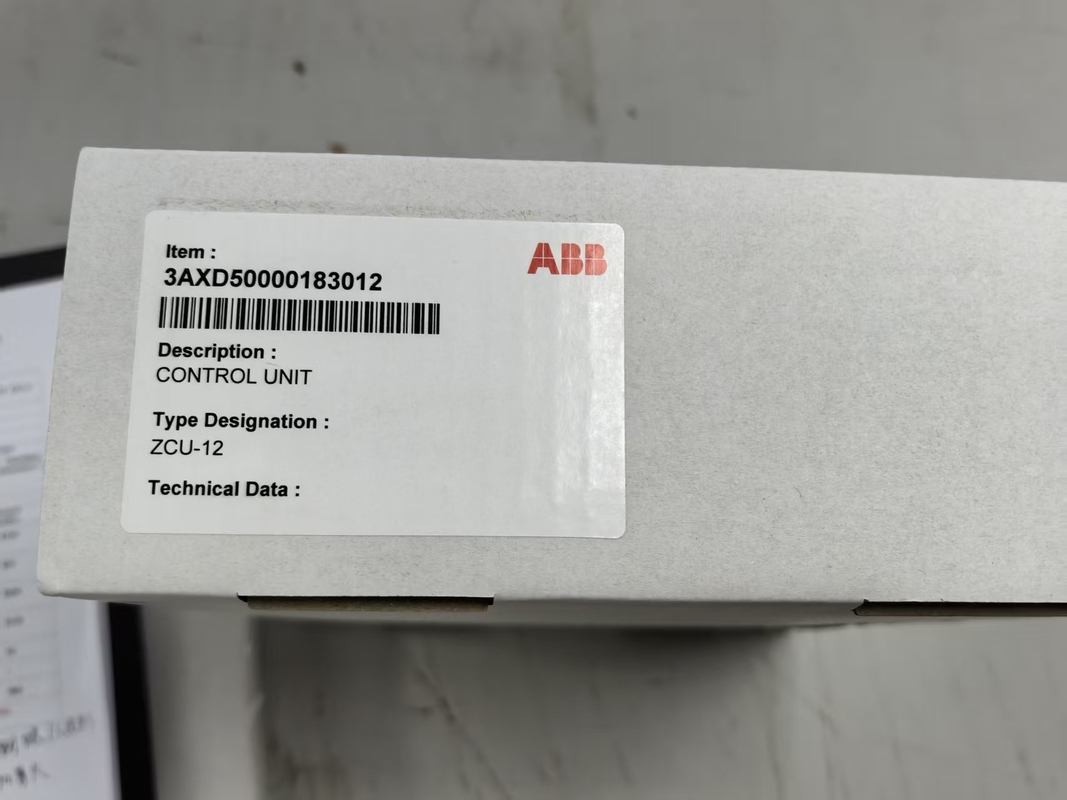 Item :
ABB
3AXD50000183012
Description :
CONTROL UNIT
Type Designation :
ZCU-12
Technical Data :